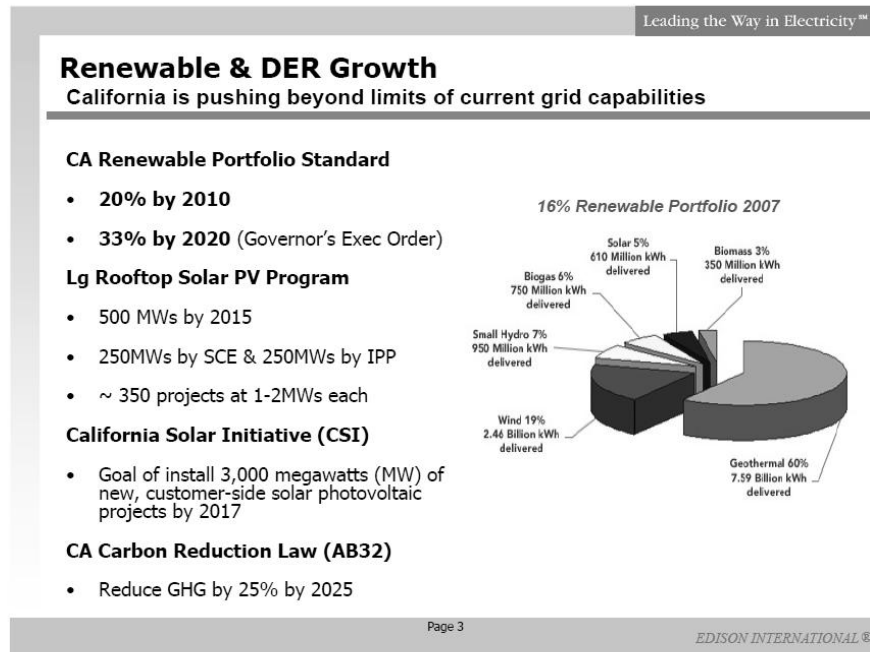 Leading the Way in Electricity℠
Renewable & DER Growth
California is pushing beyond limits of current grid capabilities
CA Renewable Portfolio Standard
• 20% by 2010
• 33% by 2020 (Governor's Exec Order)
Lg Rooftop Solar PV Program
• 500 MWs by 2015
• 250MWs by SCE & 250MWs by IPP
• ~ 350 projects at 1-2MWs each
California Solar Initiative (CSI)
• Goal of install 3,000 megawatts (MW) of
new, customer-side solar photovoltaic
projects by 2017
CA Carbon Reduction Law (AB32)
• Reduce GHG by 25% by 2025
16% Renewable Portfolio 2007
Solar 5%
610 Million kWh
delivered
Biomass 3%
350 Million kWh
delivered
Biogas 6%
750 Million kWh
delivered
Small Hydro 7%
950 Million kWh
delivered
Wind 19%
2.46 Billion kWh
delivered
Geothermal 60%
7.59 Billion kWh
delivered
Page 3
EDISON INTERNATIONAL®